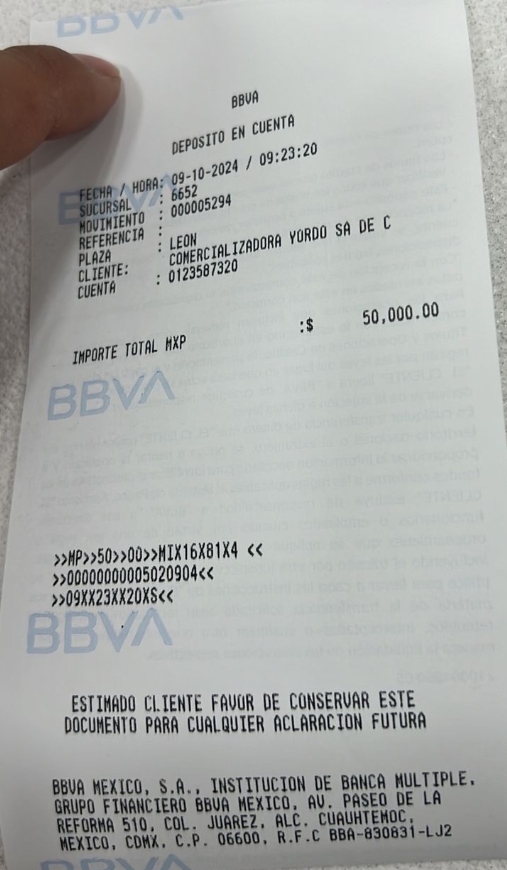 BBVA
BBVA
DEPOSITO EN CUENTA
FECHA / HORA: 09-10-2024 / 09:23:20
SUCURSAL : 6652
MOVIMIENTO : 000005294
REFERENCIA :
PLAZA : LEON
CLIENTE: COMERCIALIZADORA YORDO SA DE C
CUENTA : 0123587320
IMPORTE TOTAL MXP :$ 50,000.00
BBVA
>>MP>>50>>00>>MIX16X81X4 <<
>>00000000005020904<<
>>09XX23XX20XS<<
BBVA
ESTIMADO CLIENTE FAVOR DE CONSERVAR ESTE
DOCUMENTO PARA CUALQUIER ACLARACION FUTURA
BBVA MEXICO, S.A., INSTITUCION DE BANCA MULTIPLE,
GRUPO FINANCIERO BBVA MEXICO, AV. PASEO DE LA
REFORMA 510, COL. JUAREZ, ALC. CUAUHTEMOC,
MEXICO, CDMX. C.P. 06600, R.F.C BBA-830831-LJ2
BBVA